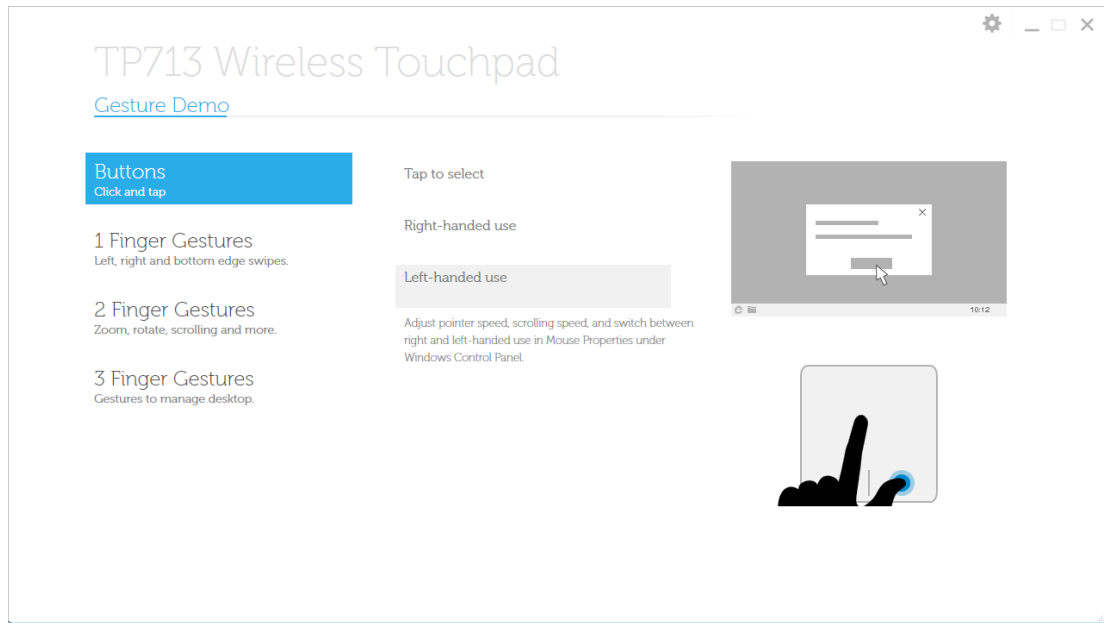 TP713 Wireless Touchpad
Gesture Demo
Buttons
Click and tap
1 Finger Gestures
Left, right and bottom edge swipes.
2 Finger Gestures
Zoom, rotate, scrolling and more.
3 Finger Gestures
Gestures to manage desktop.
Tap to select
Right-handed use
Left-handed use
Adjust pointer speed, scrolling speed, and switch between
right and left-handed use in Mouse Properties under
Windows Control Panel.
10:12